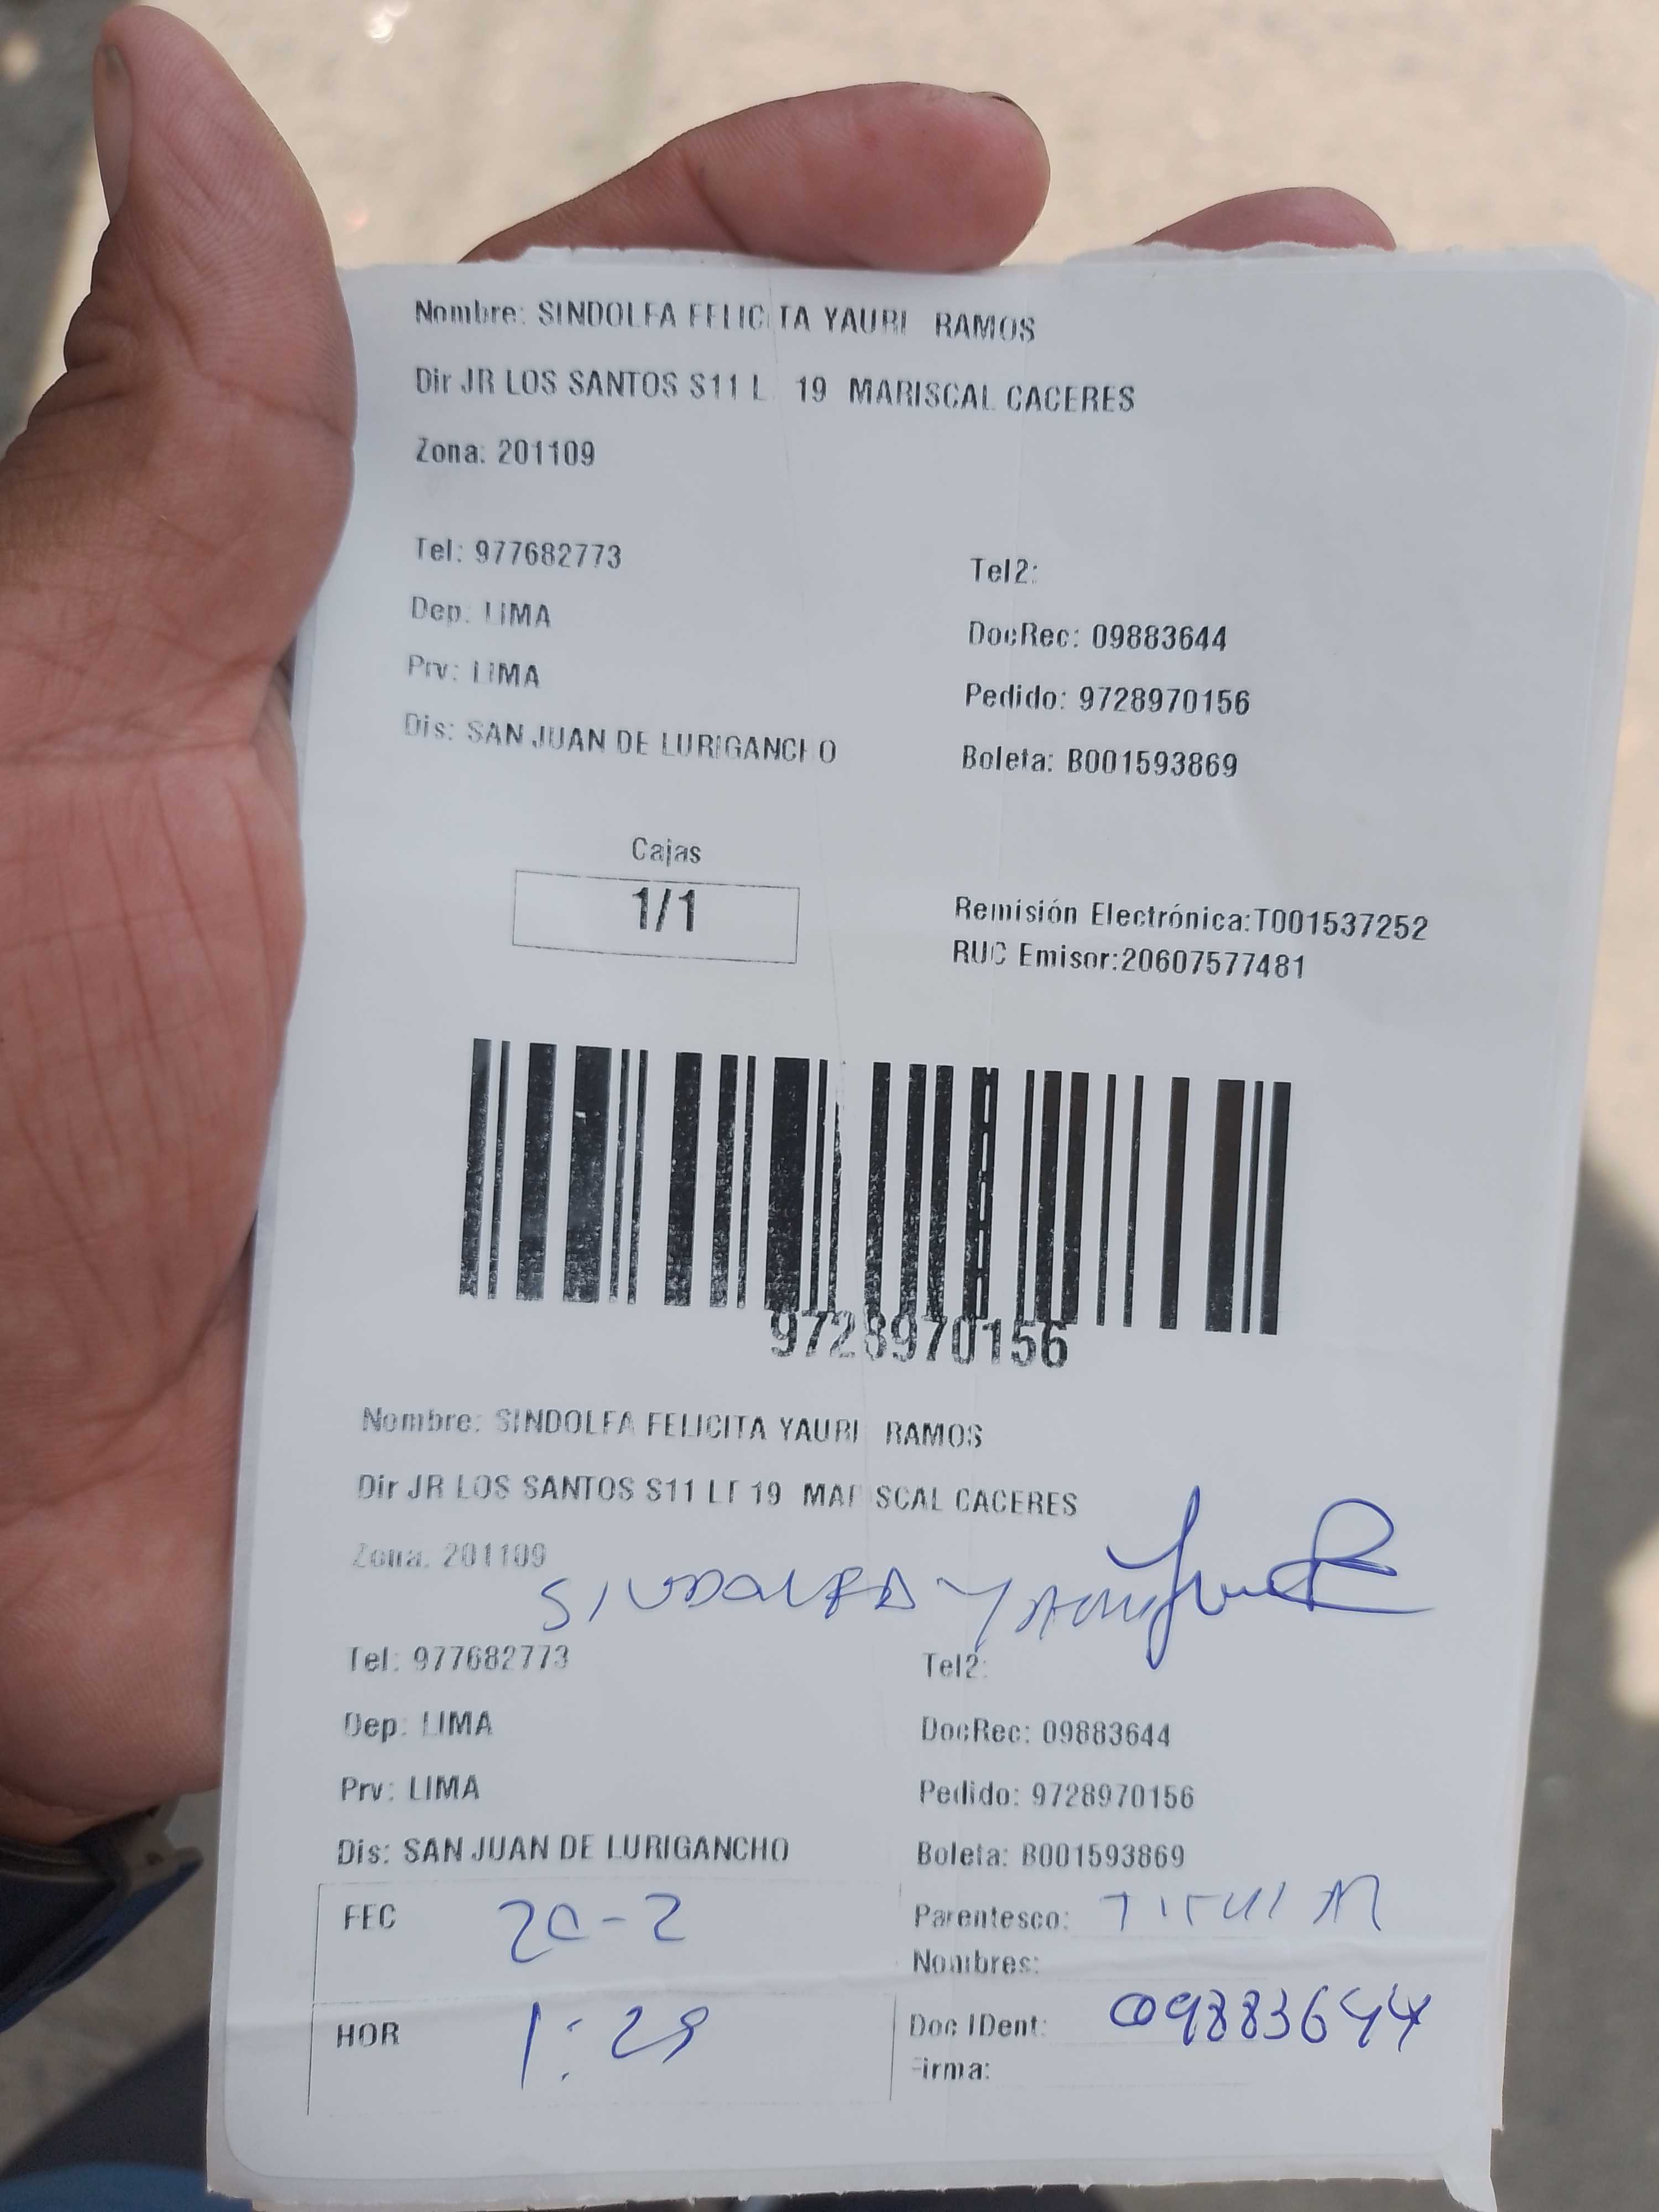 Nombre: SINDOLFA FELICITA YAURI RAMOS
Dir JR LOS SANTOS S11 L 19 MARISCAL CACERES
Zona: 201109
Tel: 977682773
Tel2:
Dep: LIMA
DocRec: 09883644
Prv: LIMA
Pedido: 9728970156
Dis: SAN JUAN DE LURIGANCHO
Boleta: B001593869
Cajas
1/1
Remisión Electrónica:T001537252
RUC Emisor:20607577481
9728970156
Nombre: SINDOLFA FELICITA YAURI RAMOS
Dir JR LOS SANTOS S11 LT 19 MARISCAL CACERES
Zona: 201109
SINDOLFA YAURI
Tel: 977682773
Tel2:
Dep: LIMA
DocRec: 09883644
Prv: LIMA
Pedido: 9728970156
Dis: SAN JUAN DE LURIGANCHO
Boleta: B001593869
FEC 20-2
Parentesco: TITULAR
Nombres:
HOR 1:29
Doc IDent: 09883644
Firma: